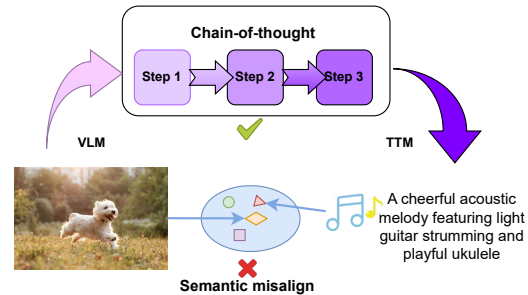 Chain-of-thought
Step 1
Step 2
Step 3
VLM
TTM
A cheerful acoustic
melody featuring light
guitar strumming and
playful ukulele
Semantic misalign